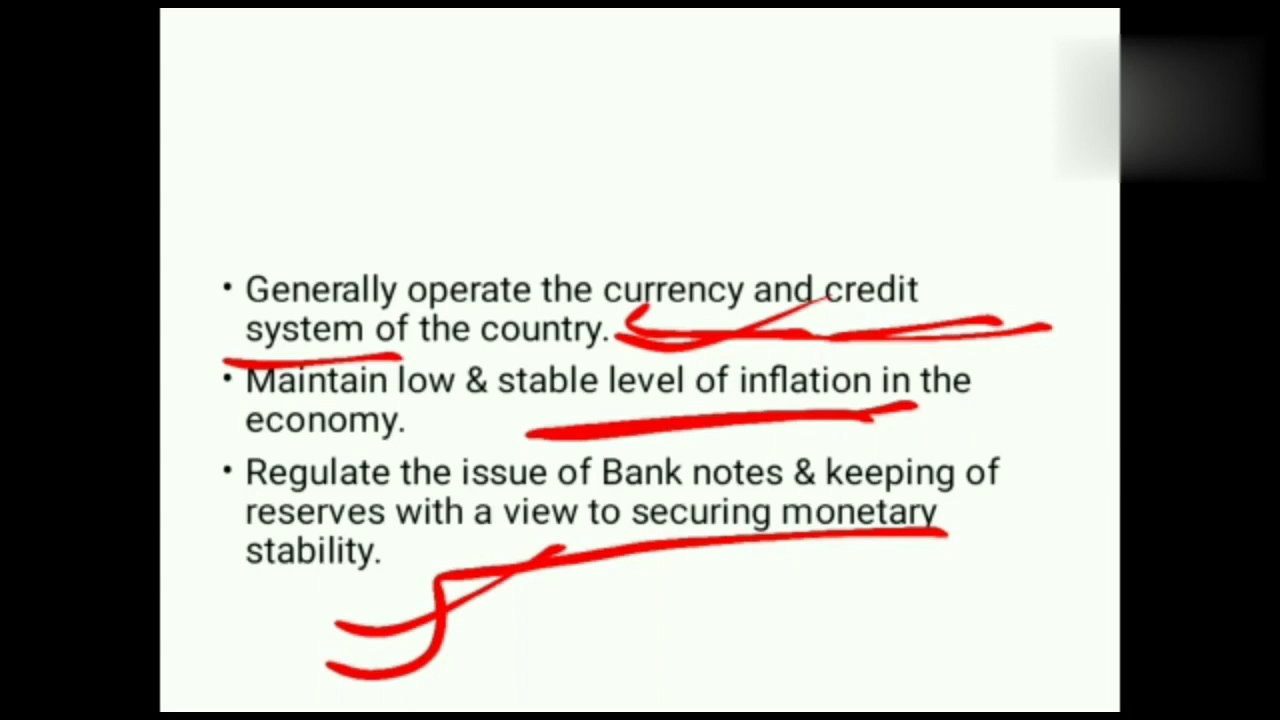 • Generally operate the currency and credit
system of the country.
• Maintain low & stable level of inflation in the
economy.
• Regulate the issue of Bank notes & keeping of
reserves with a view to securing monetary
stability.